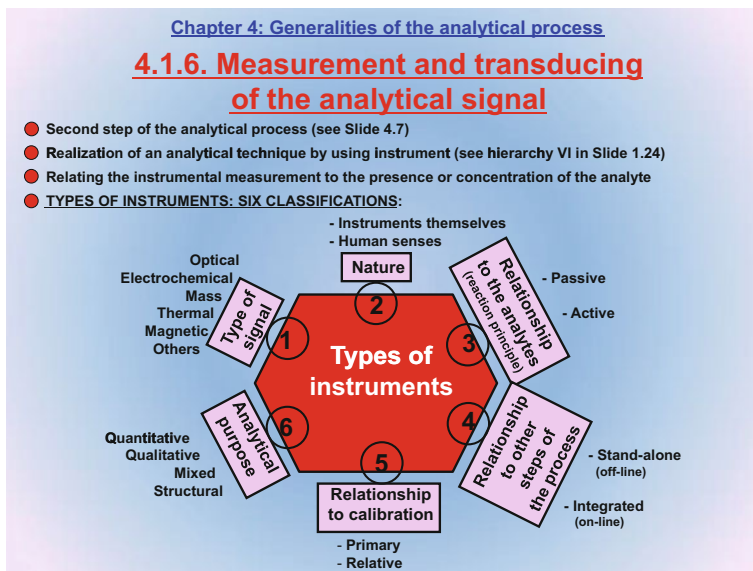 Chapter 4: Generalities of the analytical process
4.1.6. Measurement and transducing
of the analytical signal
Second step of the analytical process (see Slide 4.7)
Realization of an analytical technique by using instrument (see hierarchy VI in Slide 1.24)
Relating the instrumental measurement to the presence or concentration of the analyte
TYPES OF INSTRUMENTS: SIX CLASSIFICATIONS:
Optical
Electrochemical
Mass
Thermal
Magnetic
Others
Type of
signal
1
- Instruments themselves
- Human senses
Nature
2
Relationship
to the analytes
(reaction principle)
3
- Passive
- Active
Types of
instruments
Relationship
to other
steps of
the process
4
- Stand-alone
(off-line)
- Integrated
(on-line)
5
Relationship
to calibration
- Primary
- Relative
6
Analytical
purpose
Quantitative
Qualitative
Mixed
Structural